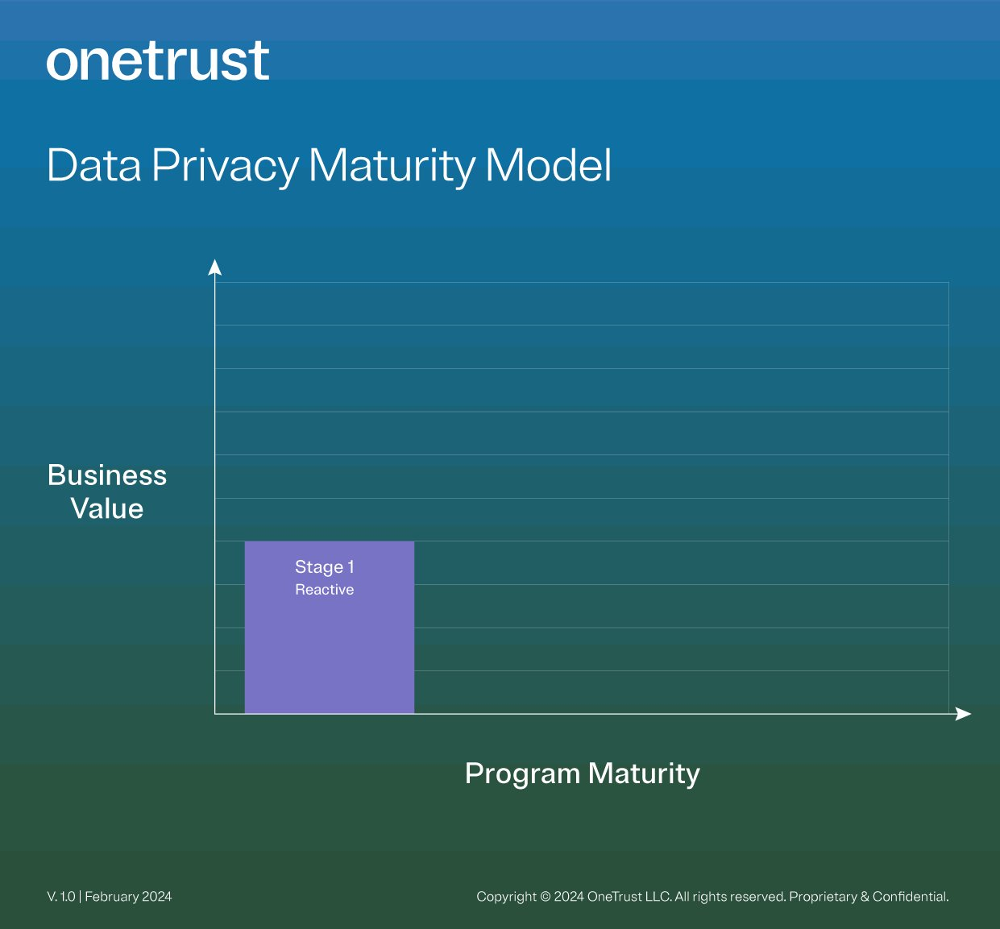 onetrust
Data Privacy Maturity Model
Business
Value
Stage 1
Reactive
Program Maturity
V. 1.0 | February 2024
Copyright © 2024 OneTrust LLC. All rights reserved. Proprietary & Confidential.